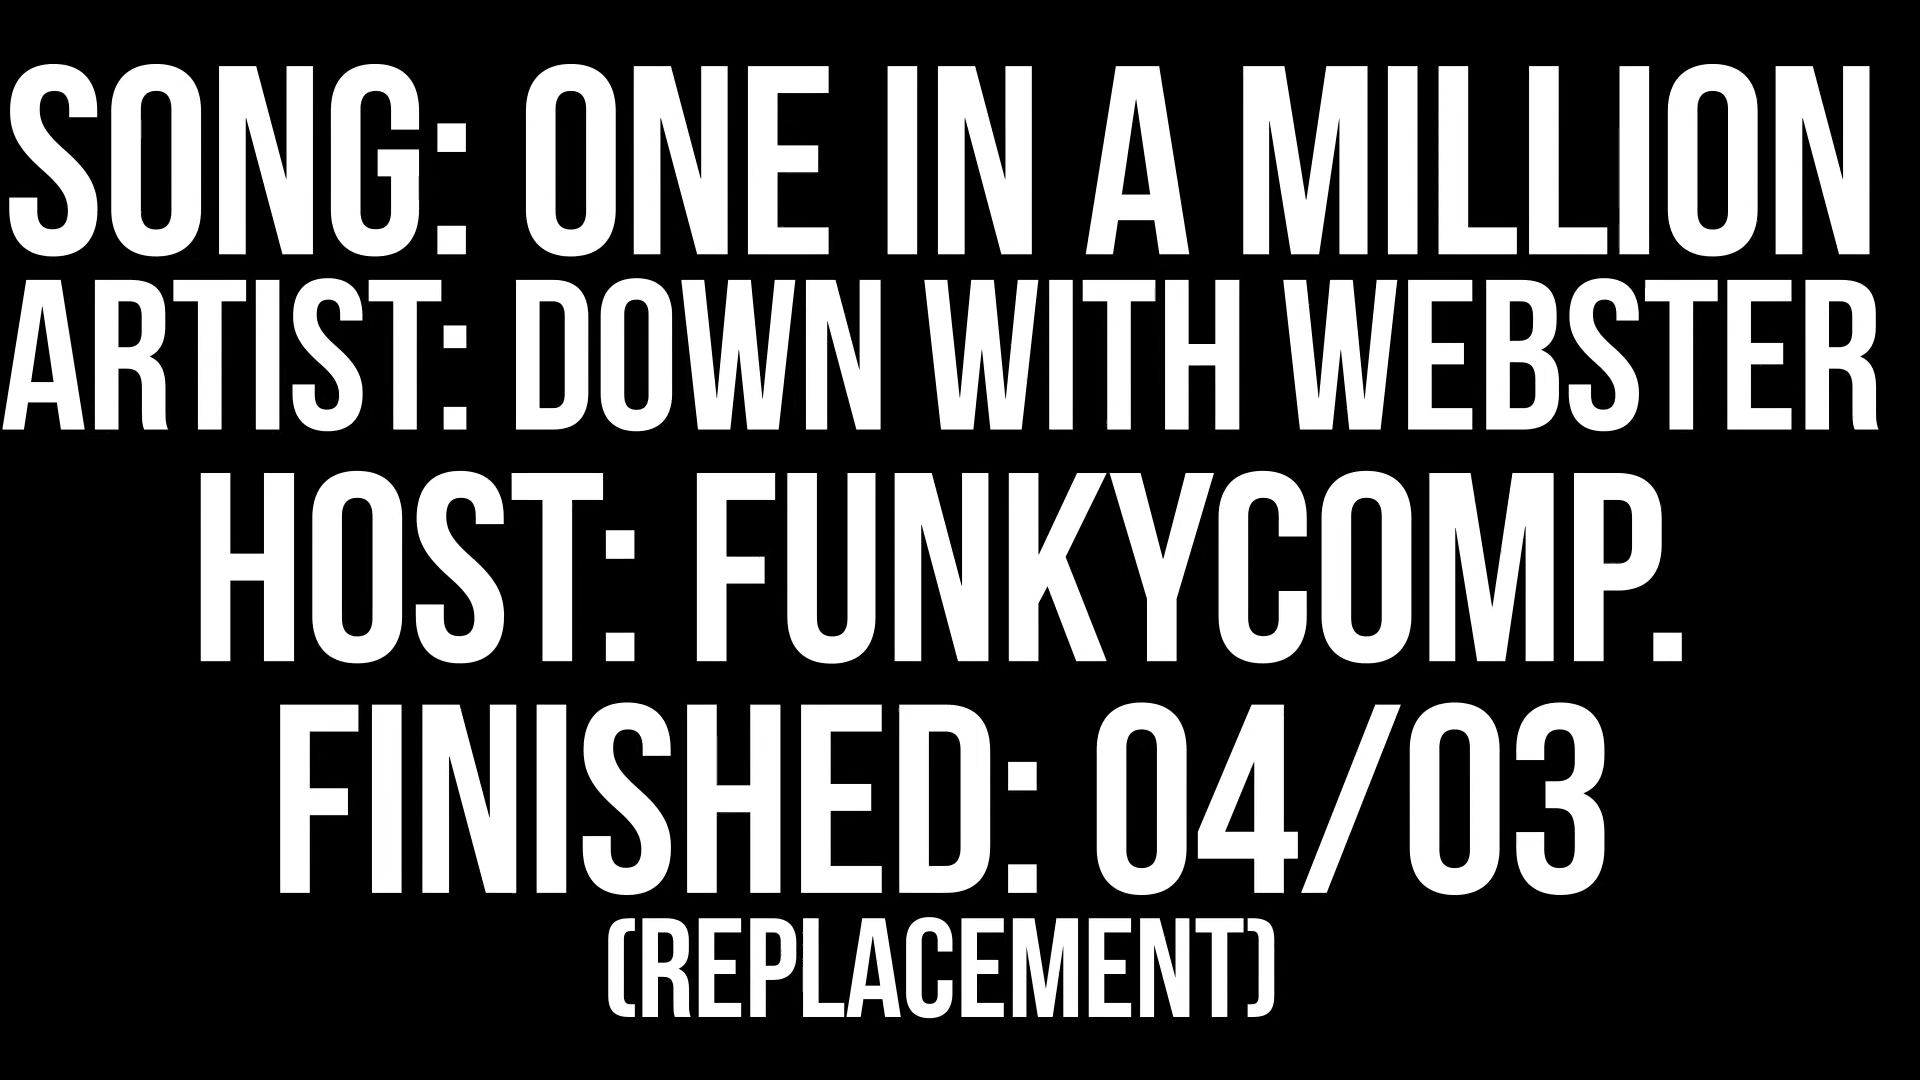 SONG: ONE IN A MILLION
ARTIST: DOWN WITH WEBSTER
HOST: FUNKYCOMP.
FINISHED: 04/03
(REPLACEMENT)